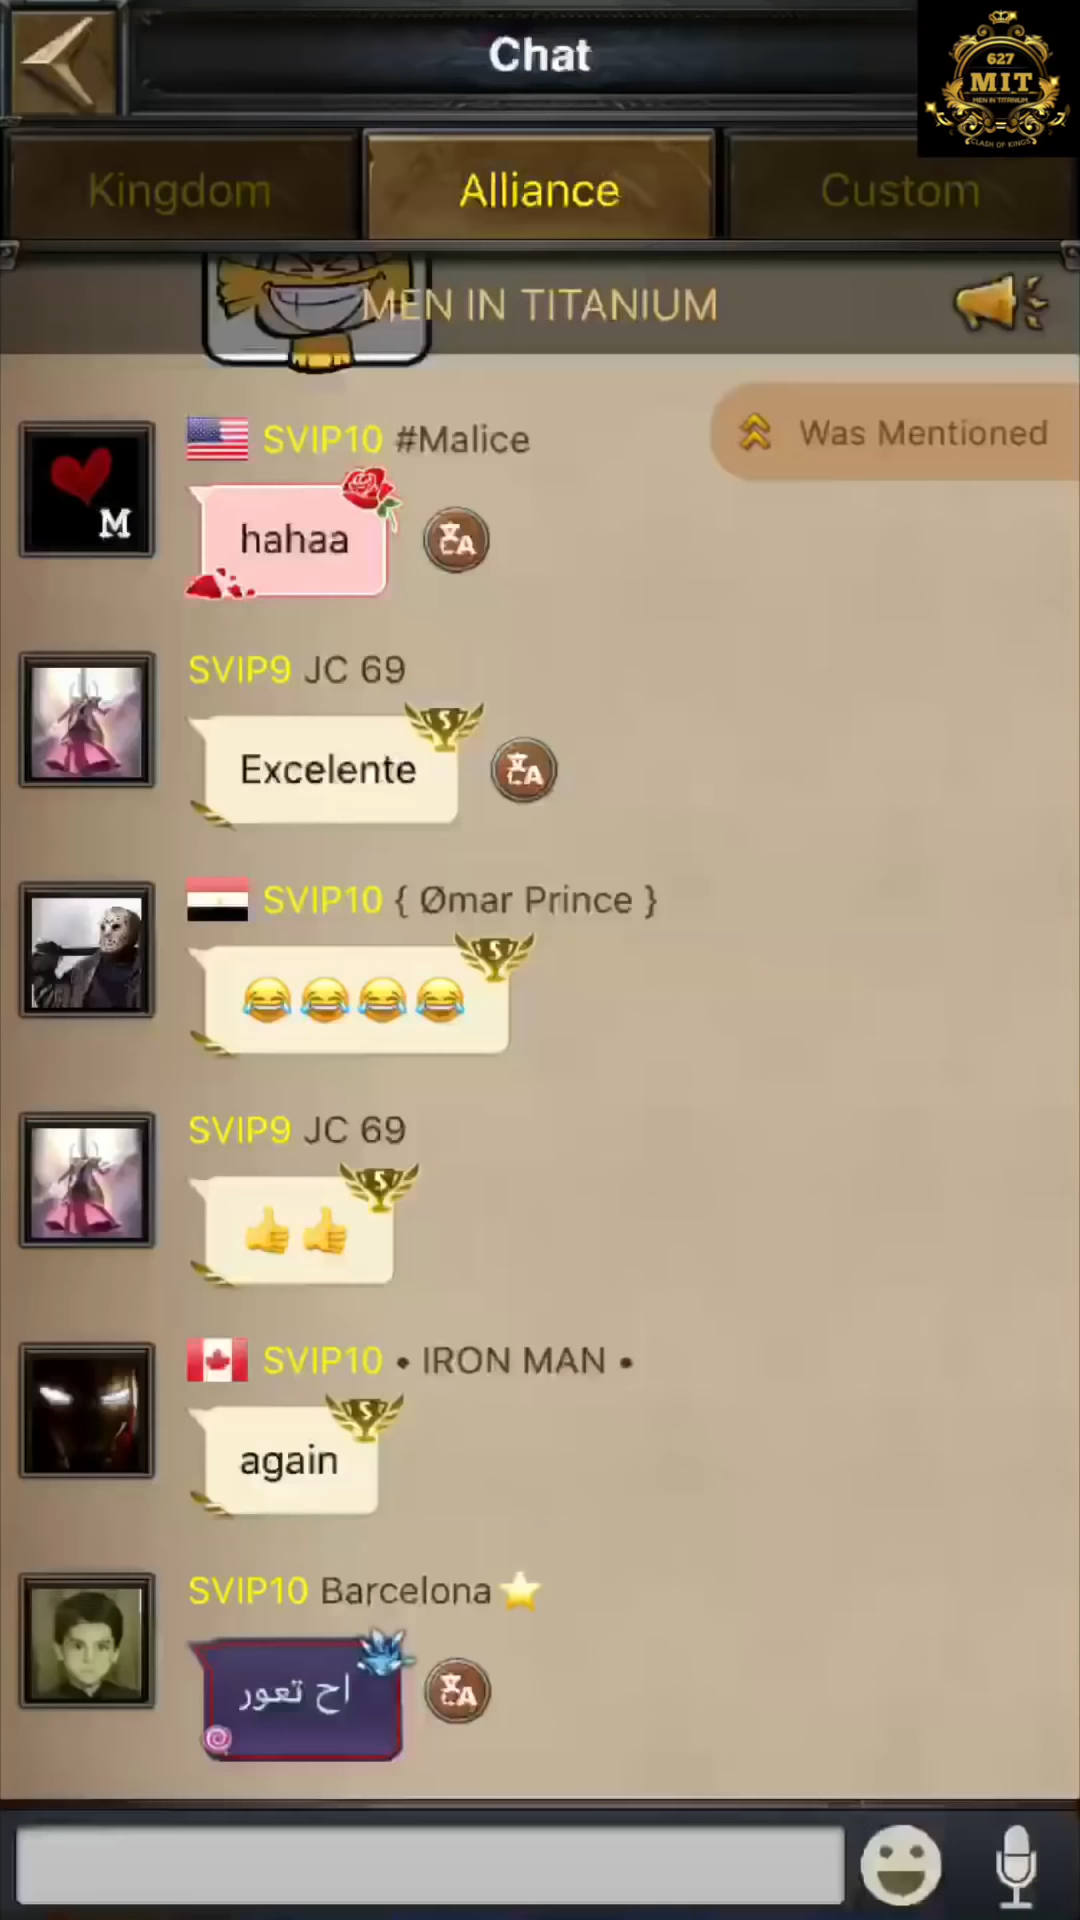 Chat
627
MIT
MEN IN TITANIUM
CLASH OF KINGS
Kingdom
Alliance
Custom
MEN IN TITANIUM
Was Mentioned
SVIP10 #Malice
M
hahaa
SVIP9 JC 69
S
Excelente
SVIP10 { Ømar Prince }
S
😂😂😂😂
SVIP9 JC 69
S
👍👍
SVIP10 • IRON MAN •
S
again
SVIP10 Barcelona⭐
اح تعور